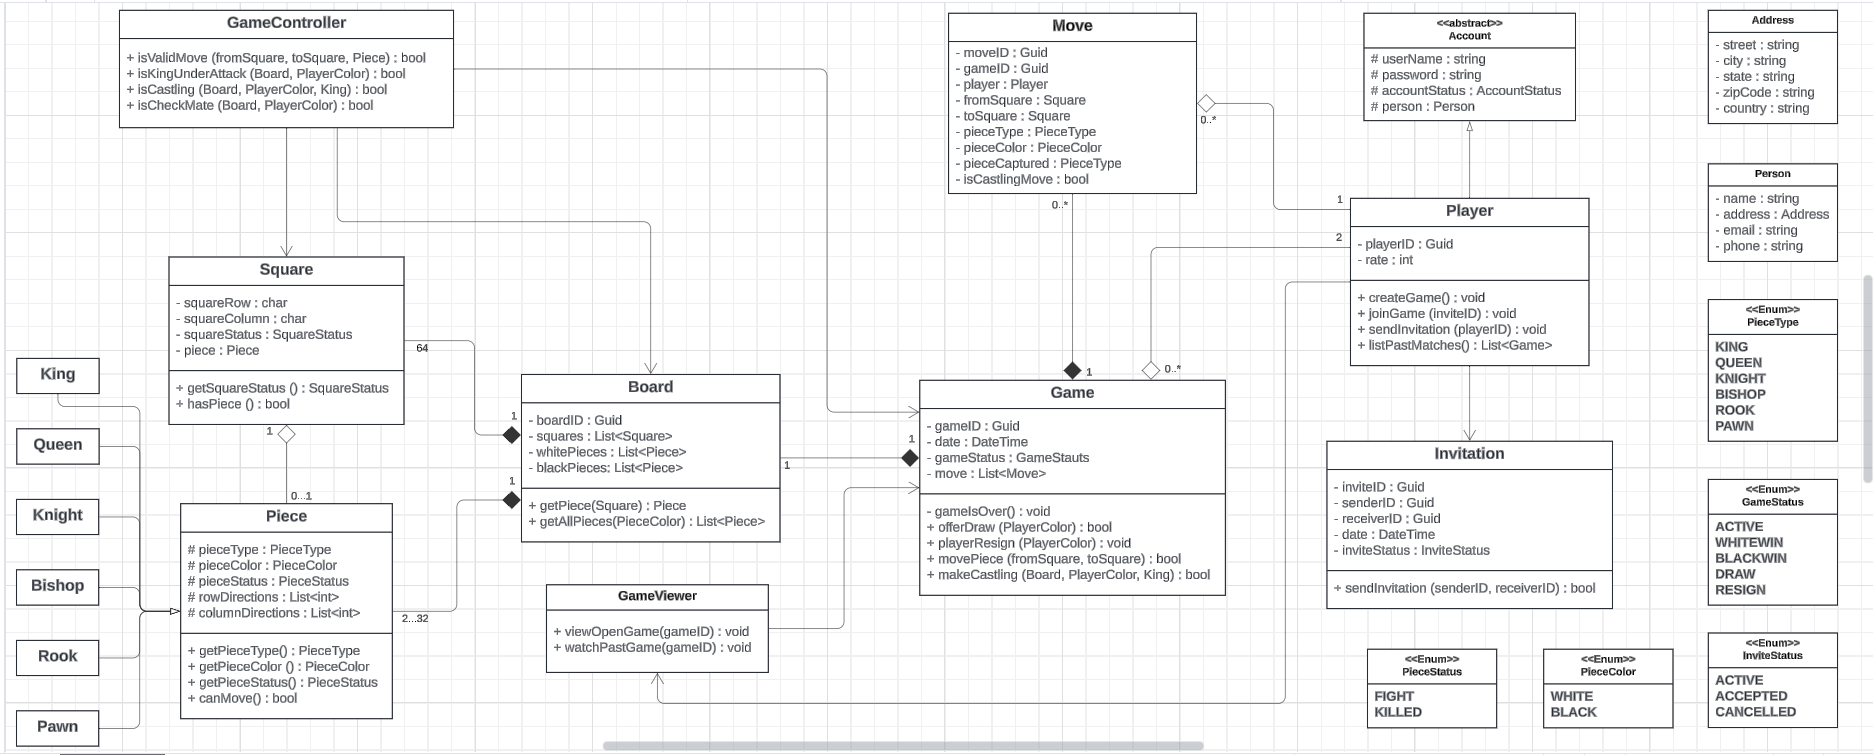 GameController
+ isValidMove (fromSquare, toSquare, Piece) : bool
+ isKingUnderAttack (Board, PlayerColor) : bool
+ isCastling (Board, PlayerColor, King) : bool
+ isCheckMate (Board, PlayerColor) : bool
Move
- moveID : Guid
- gameID : Guid
- player : Player
- fromSquare : Square
- toSquare : Square
- pieceType : PieceType
- pieceColor : PieceColor
- pieceCaptured : PieceType
- isCastlingMove : bool
0..*
0..*
<<abstract>>
Account
# userName : string
# password : string
# accountStatus : AccountStatus
# person : Person
Address
- street : string
- city : string
- state : string
- zipCode : string
- country : string
Person
- name : string
- address : Address
- email : string
- phone : string
1
2
Player
- playerID : Guid
- rate : int
+ createGame() : void
+ joinGame (inviteID) : void
+ sendInvitation (playerID) : void
+ listPastMatches() : List<Game>
Square
- squareRow : char
- squareColumn : char
- squareStatus : SquareStatus
- piece : Piece
+ getSquareStatus () : SquareStatus
+ hasPiece () : bool
64
1
0...1
King
Queen
Knight
Bishop
Rook
Pawn
Piece
# pieceType : PieceType
# pieceColor : PieceColor
# pieceStatus : PieceStatus
# rowDirections : List<int>
# columnDirections : List<int>
+ getPieceType() : PieceType
+ getPieceColor () : PieceColor
+ getPieceStatus() : PieceStatus
+ canMove() : bool
2...32
1
1
Board
- boardID : Guid
- squares : List<Square>
- whitePieces : List<Piece>
- blackPieces: List<Piece>
+ getPiece(Square) : Piece
+ getAllPieces(PieceColor) : List<Piece>
1
1
1
0..*
Game
- gameID : Guid
- date : DateTime
- gameStatus : GameStauts
- move : List<Move>
- gameIsOver() : void
+ offerDraw (PlayerColor) : bool
+ playerResign (PlayerColor) : void
+ movePiece (fromSquare, toSquare) : bool
+ makeCastling (Board, PlayerColor, King) : bool
GameViewer
+ viewOpenGame(gameID) : void
+ watchPastGame(gameID) : void
Invitation
- inviteID : Guid
- senderID : Guid
- receiverID : Guid
- date : DateTime
- inviteStatus : InviteStatus
+ sendInvitation (senderID, receiverID) : bool
<<Enum>>
PieceType
KING
QUEEN
KNIGHT
BISHOP
ROOK
PAWN
<<Enum>>
GameStatus
ACTIVE
WHITEWIN
BLACKWIN
DRAW
RESIGN
<<Enum>>
PieceStatus
FIGHT
KILLED
<<Enum>>
PieceColor
WHITE
BLACK
<<Enum>>
InviteStatus
ACTIVE
ACCEPTED
CANCELLED